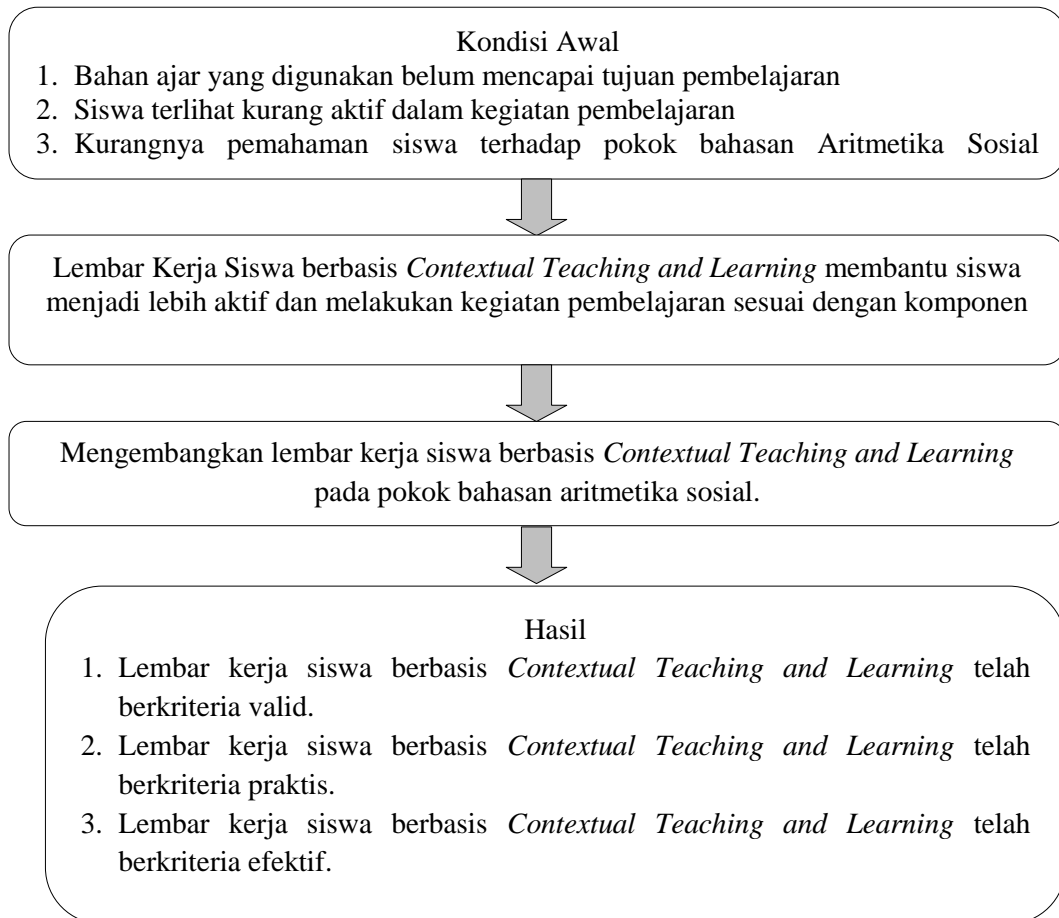 Kondisi Awal
1. Bahan ajar yang digunakan belum mencapai tujuan pembelajaran
2. Siswa terlihat kurang aktif dalam kegiatan pembelajaran
3. Kurangnya pemahaman siswa terhadap pokok bahasan Aritmetika Sosial
Lembar Kerja Siswa berbasis Contextual Teaching and Learning membantu siswa
menjadi lebih aktif dan melakukan kegiatan pembelajaran sesuai dengan komponen
Mengembangkan lembar kerja siswa berbasis Contextual Teaching and Learning
pada pokok bahasan aritmetika sosial.
Hasil
1. Lembar kerja siswa berbasis Contextual Teaching and Learning telah
berkriteria valid.
2. Lembar kerja siswa berbasis Contextual Teaching and Learning telah
berkriteria praktis.
3. Lembar kerja siswa berbasis Contextual Teaching and Learning telah
berkriteria efektif.